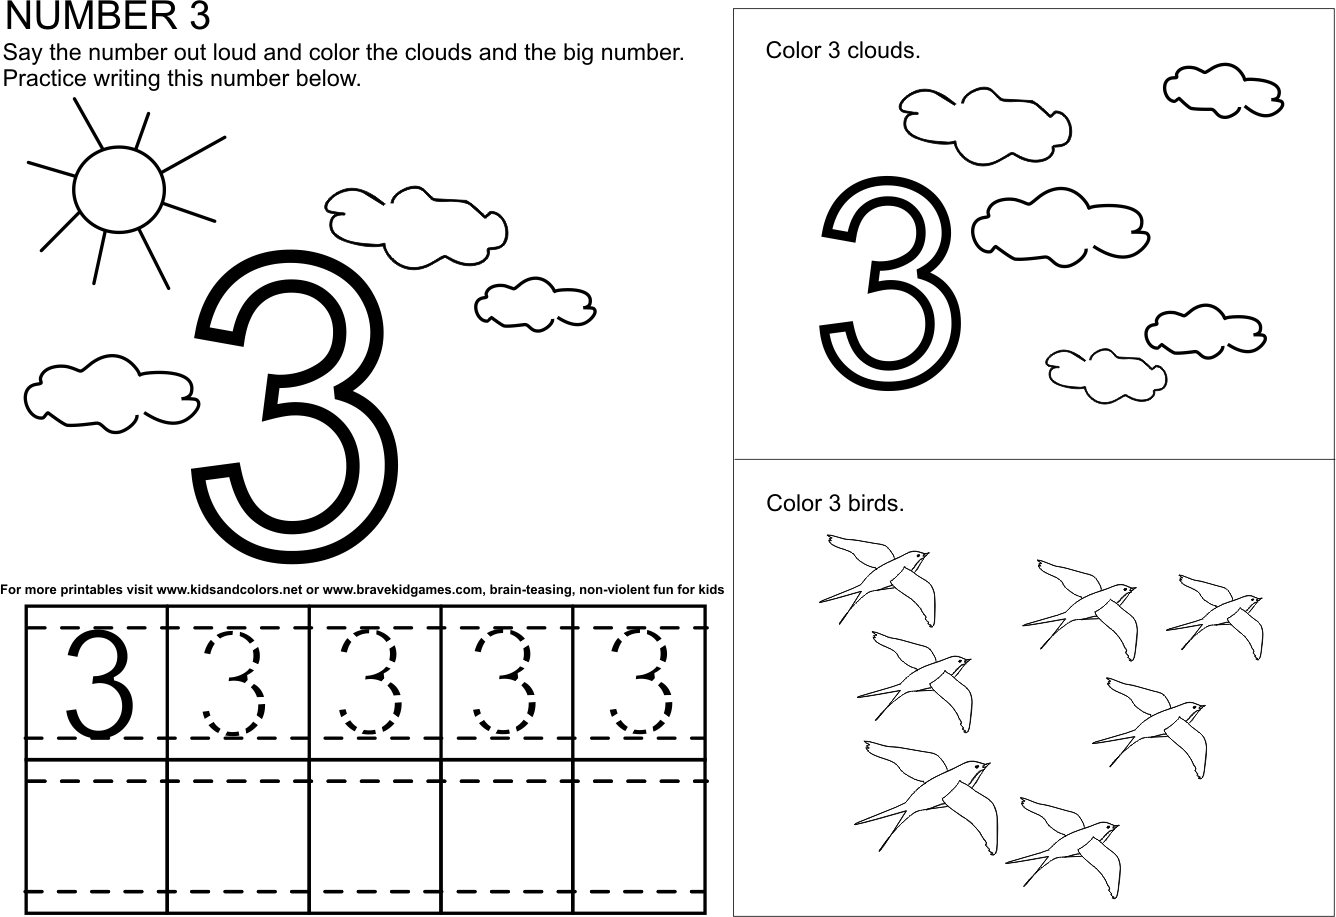 NUMBER 3
Say the number out loud and color the clouds and the big number.
Practice writing this number below.
3
For more printables visit www.kidsandcolors.net or www.bravekidgames.com, brain-teasing, non-violent fun for kids
3 3 3 3 3
Color 3 clouds.
3
Color 3 birds.